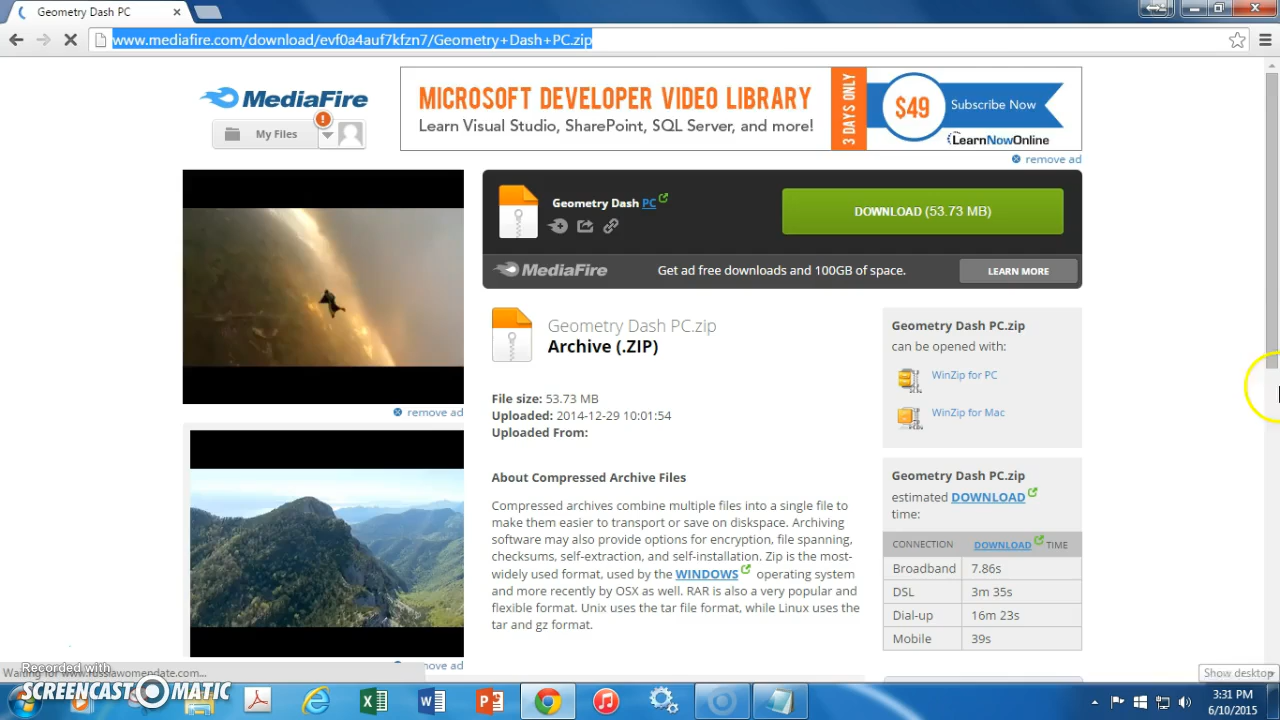 Geometry Dash PC
www.mediafire.com/download/evf0a4auf7kfzn7/Geometry+Dash+PC.zip
MediaFire
My Files
!
MICROSOFT DEVELOPER VIDEO LIBRARY
Learn Visual Studio, SharePoint, SQL Server, and more!
3 DAYS ONLY
$49
Subscribe Now
LearnNowOnline
remove ad
Geometry Dash PC
DOWNLOAD (53.73 MB)
MediaFire
Get ad free downloads and 100GB of space.
LEARN MORE
Geometry Dash PC.zip
Archive (.ZIP)
File size: 53.73 MB
Uploaded: 2014-12-29 10:01:54
Uploaded From:
About Compressed Archive Files
Compressed archives combine multiple files into a single file to
make them easier to transport or save on diskspace. Archiving
software may also provide options for encryption, file spanning,
checksums, self-extraction, and self-installation. Zip is the most-
widely used format, used by the WINDOWS operating system
and more recently by OSX as well. RAR is also a very popular and
flexible format. Unix uses the tar file format, while Linux uses the
tar and gz format.
Geometry Dash PC.zip
can be opened with:
WinZip for PC
WinZip for Mac
Geometry Dash PC.zip
estimated DOWNLOAD
time:
CONNECTION DOWNLOAD TIME
Broadband 7.86s
DSL 3m 35s
Dial-up 16m 23s
Mobile 39s
remove ad
remove ad
Waiting for www.russiawomendate.com...
Recorded with
SCREENCAST MATIC
Show desktop
3:31 PM
6/10/2015